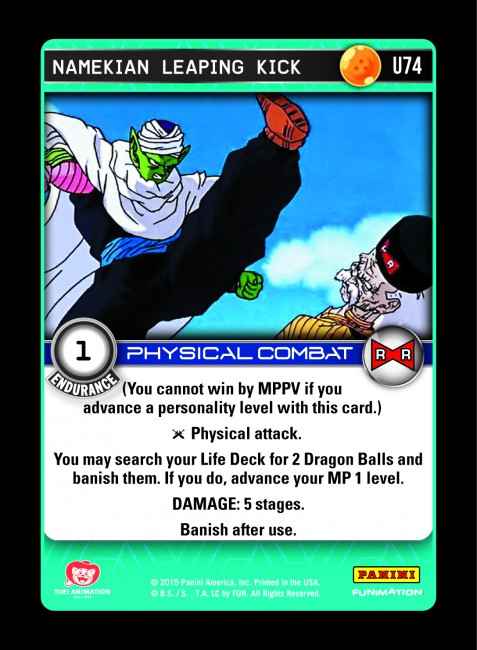 NAMEKIAN LEAPING KICK U74
1
ENDURANCE
PHYSICAL COMBAT
R R
(You cannot win by MPPV if you
advance a personality level with this card.)
Physical attack.
You may search your Life Deck for 2 Dragon Balls and
banish them. If you do, advance your MP 1 level.
DAMAGE: 5 stages.
Banish after use.
TOEI ANIMATION
© 2015 Panini America, Inc. Printed in the USA.
© B.S. / S., T.A. LC by FUN. All Rights Reserved.
PANINI
FUNIMATION